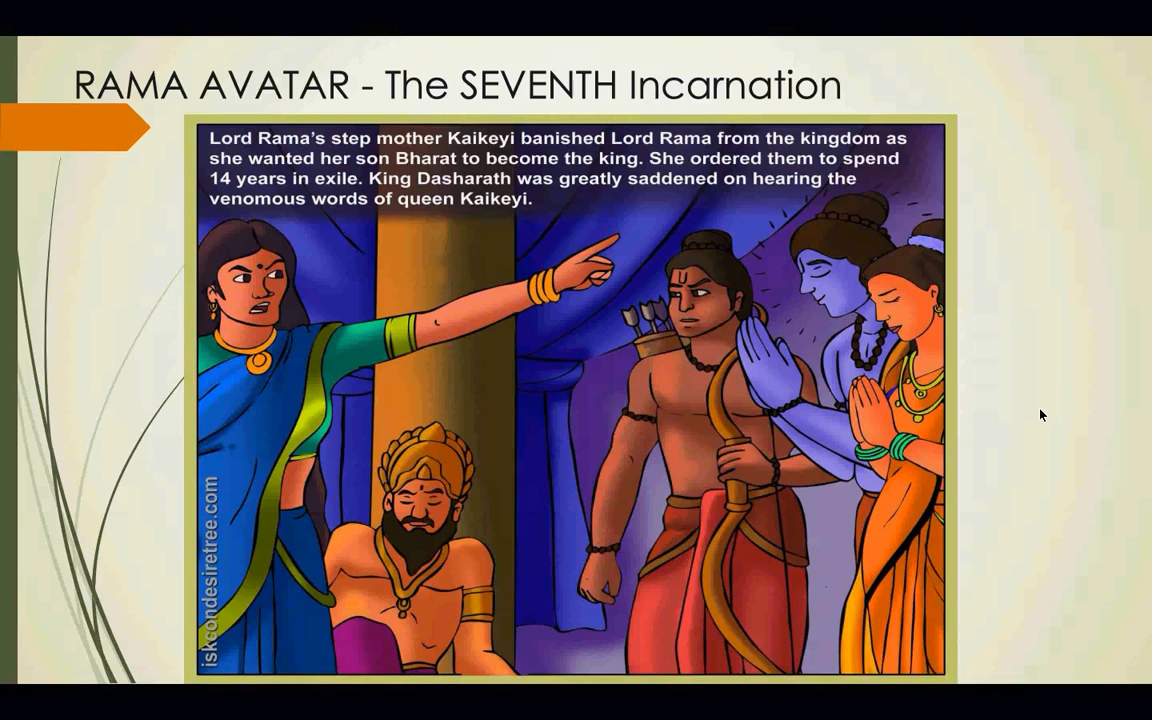 RAMA AVATAR - The SEVENTH Incarnation
Lord Rama's step mother Kaikeyi banished Lord Rama from the kingdom as
she wanted her son Bharat to become the king. She ordered them to spend
14 years in exile. King Dasharath was greatly saddened on hearing the
venomous words of queen Kaikeyi.
iskcondesiretree.com